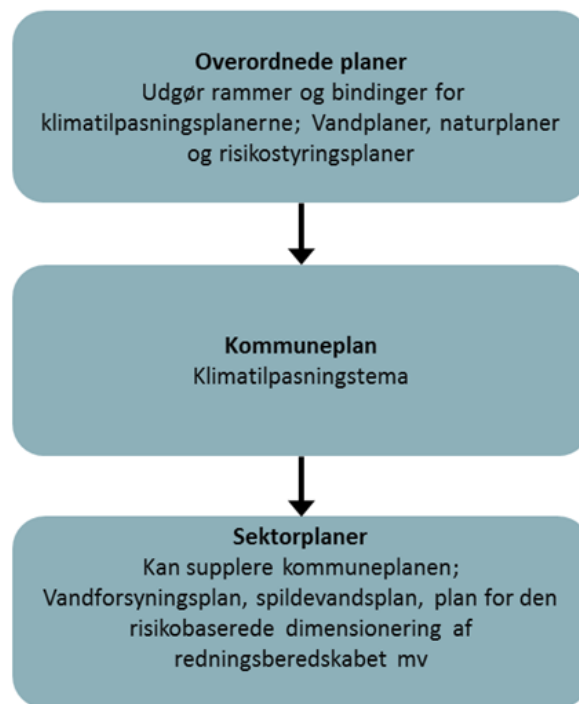 Overordnede planer
Udgør rammer og bindinger for
klimatilpasningsplanerne; Vandplaner, naturplaner
og risikostyringsplaner
Kommuneplan
Klimatilpasningstema
Sektorplaner
Kan supplere kommuneplanen;
Vandforsyningsplan, spildevandsplan, plan for den
risikobaserede dimensionering af
redningsberedskabet mv